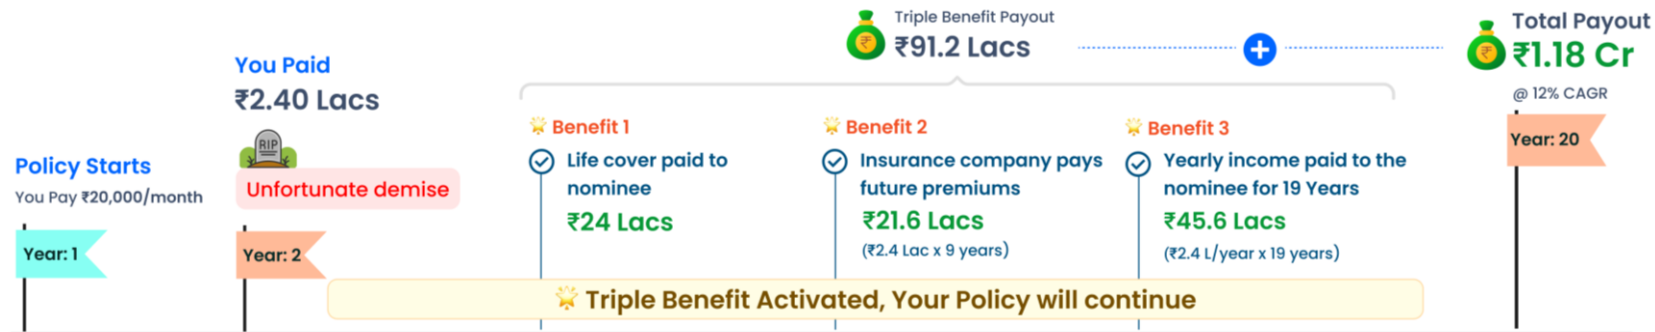 Policy Starts
You Pay ₹20,000/month
Year: 1
You Paid
₹2.40 Lacs
RIP
Unfortunate demise
Year: 2
Triple Benefit Payout
₹91.2 Lacs
Benefit 1
Life cover paid to
nominee
₹24 Lacs
Benefit 2
Insurance company pays
future premiums
₹21.6 Lacs
(₹2.4 Lac x 9 years)
Benefit 3
Yearly income paid to the
nominee for 19 Years
₹45.6 Lacs
(₹2.4 L/year x 19 years)
Triple Benefit Activated, Your Policy will continue
Total Payout
₹1.18 Cr
@ 12% CAGR
Year: 20